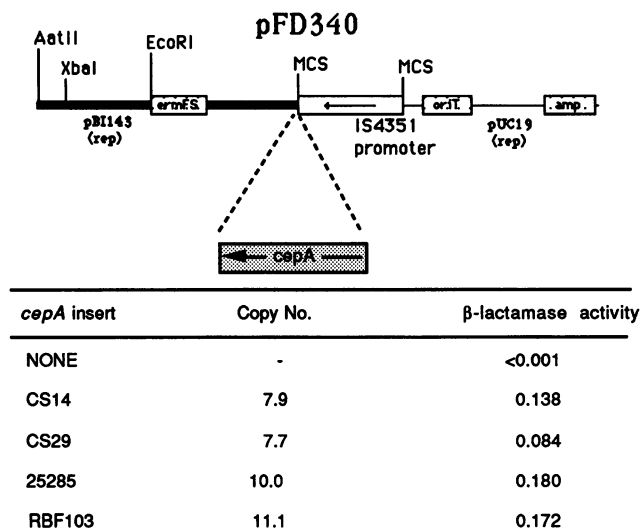 pFD340
AatII
XbaI
EcoRI
MCS
MCS
pBI143
(rep)
ermFS
IS4351
promoter
oriT
pUC19
(rep)
amp
cepA
cepA insert Copy No. β-lactamase activity
NONE - <0.001
CS14 7.9 0.138
CS29 7.7 0.084
25285 10.0 0.180
RBF103 11.1 0.172